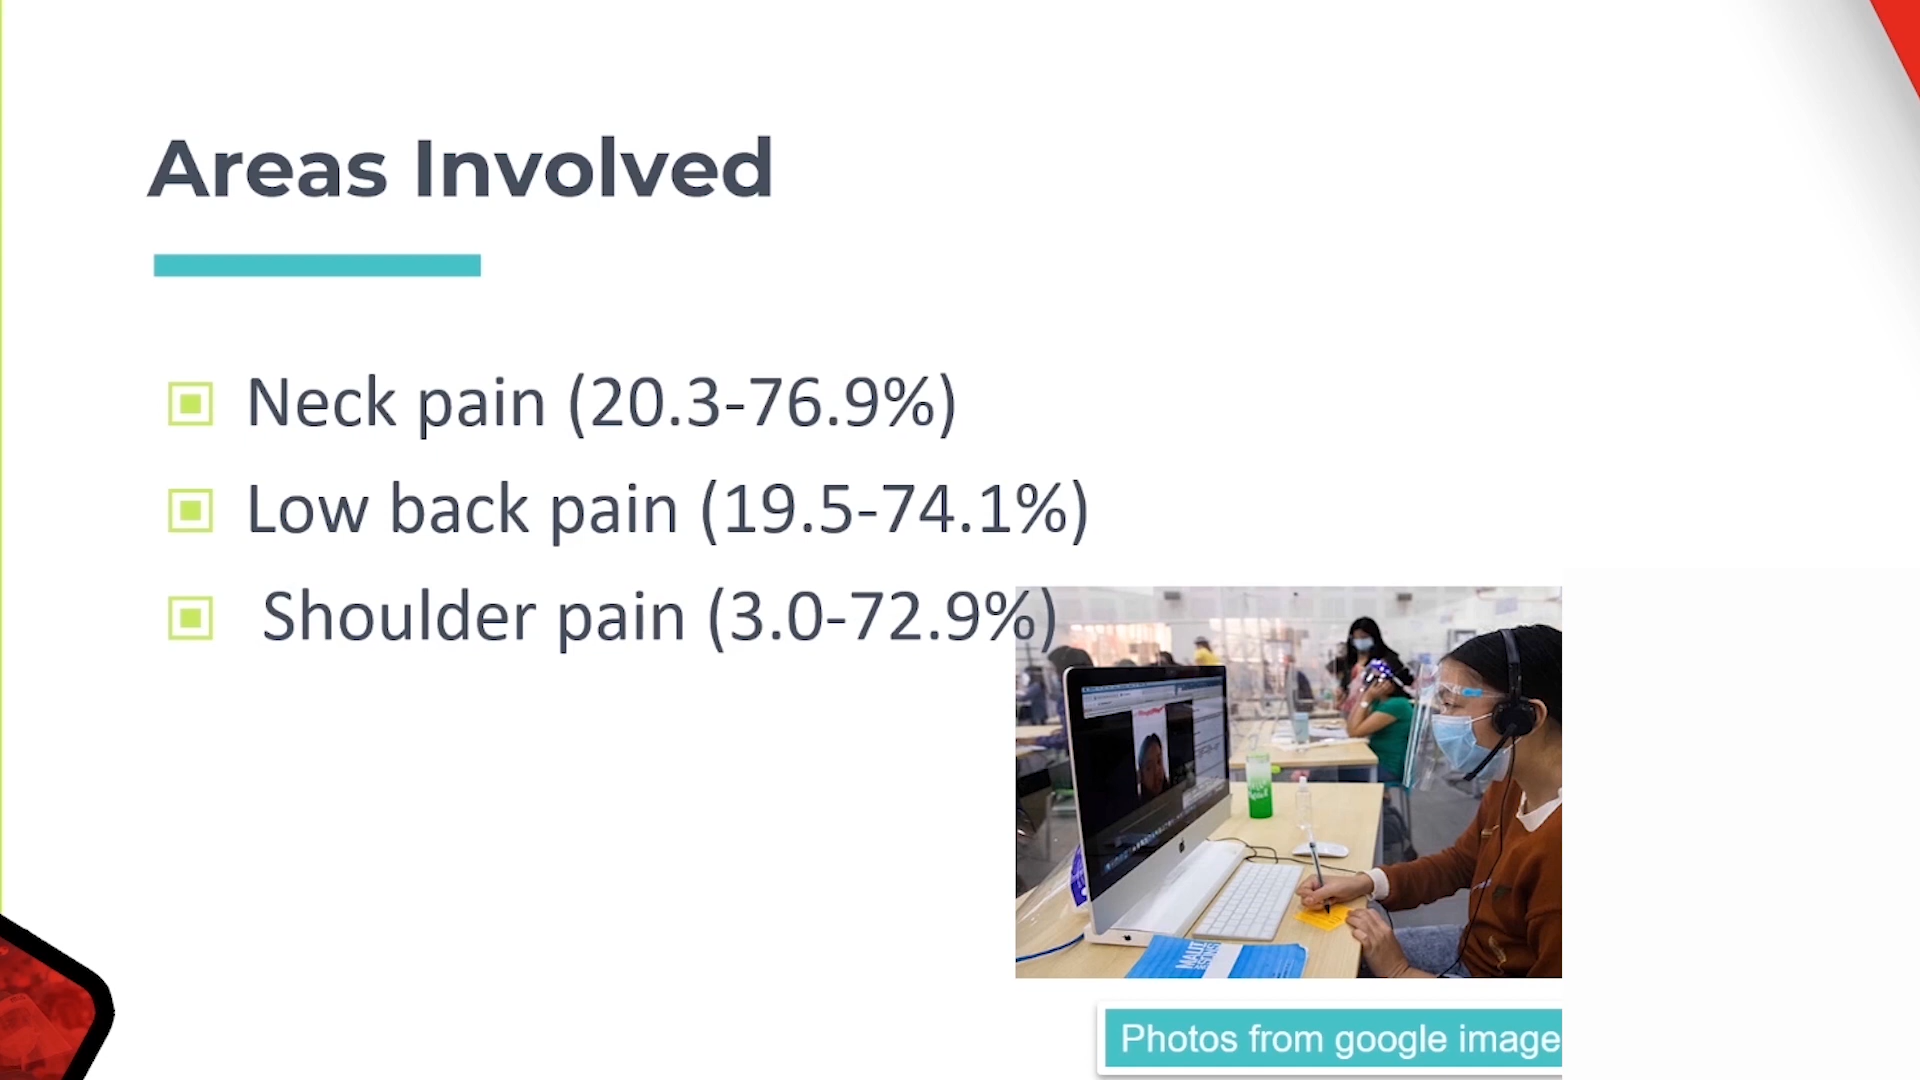 Areas Involved
Neck pain (20.3-76.9%)
Low back pain (19.5-74.1%)
Shoulder pain (3.0-72.9%)
Photos from google image